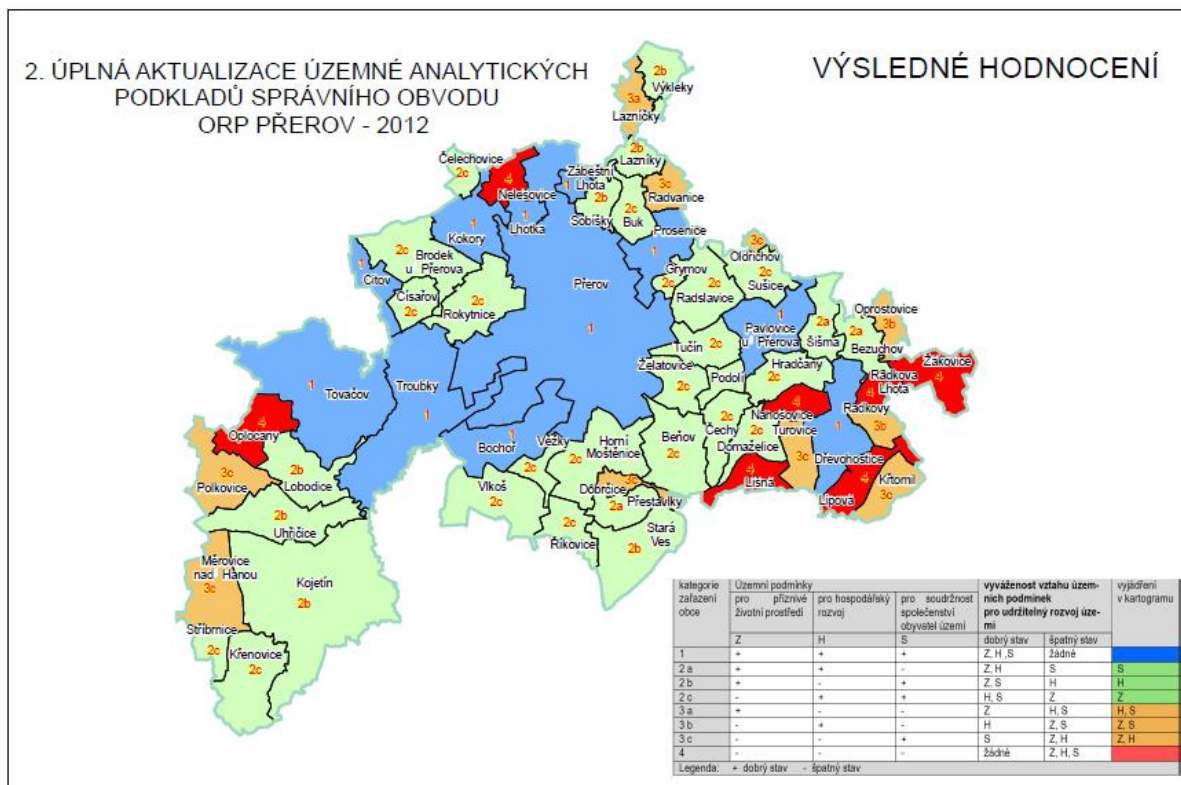 2. ÚPLNÁ AKTUALIZACE ÚZEMNÉ ANALYTICKÝCH
PODKLADŮ SPRÁVNÍHO OBVODU
ORP PŘEROV - 2012
VÝSLEDNÉ HODNOCENÍ
2b
Výkleky
3a
Lazníčky
2b
Lazníky
Čelechovice
2c
4
Nelešovice
Zábeštní
1 Lhota
2b
Sobíšky
2c
Buk
3c
Radvanice
1
Kokory
1
Lhotka
Prosenice
1
3c
Oldřichov
2c
Sušice
2c
Brodek
u Přerova
1
Citov
Císařov
2c
2c
Rokytnice
Přerov
1
Grymov
2c
2c
Radslavice
1
Pavlovice
u Přerova
2a
Šišma
Oprostovice
3b
2a
Bezuchov
Žákovice
4
Rádkova
Lhota
4
Tučín
2c
Želatovice
2c
Podolí
Hradčany
2c
Rádkovy
3b
1
Tovačov
Troubky
1
4
Nahošovice
Turovice
3c
Čechy
2c
2c
Domaželice
1
Dřevohostice
4
Oplocany
1
Bochoř
Věžky
2c
Horní
Moštěnice
2c
Beňov
2c
4
Líšná
4
Lipová
Křtomil
3c
3c
Polkovice
2b
Lobodice
Vlkoš
2c
3c
Dobrčice
2a
Přestavlky
2b
Uhřičice
2c
Říkovice
Stará
Ves
2b
Měrovice
nad Hanou
3c
Kojetín
2b
Stříbrnice
2c
Křenovice
2c
kategorie zařazení obce
Územní podmínky
vyváženost vztahu územ-
ních podmínek
pro udržitelný rozvoj úze-
mí
vyjádření
v kartogramu
pro příznivé
životní prostředí
pro hospodářský
rozvoj
pro soudržnost
společenství
obyvatel území
Z H S dobrý stav špatný stav
1 + + + Z, H ,S žádné
2 a + + - Z, H S S
2 b + - + Z, S H H
2 c - + + H, S Z Z
3 a + - - Z H, S H, S
3 b - + - H Z, S Z, S
3 c - - + S Z, H Z, H
4 - - - žádné Z, H, S
Legenda: + dobrý stav - špatný stav